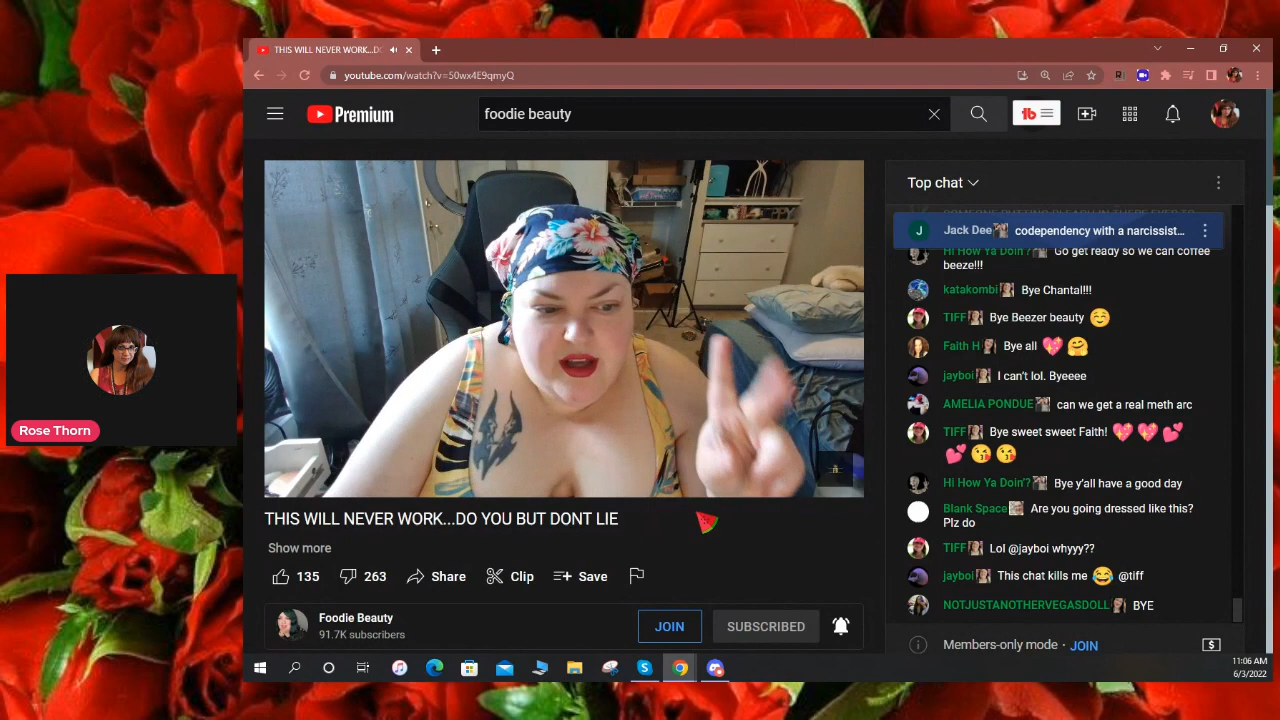 THIS WILL NEVER WORK...DO
youtube.com/watch?v=50wx4E9qmyQ
Premium
foodie beauty
tb
Top chat
J
Jack Dee codependency with a narcissist...
Hi How Ya Doin'? Go get ready so we can coffee
beeze!!!
katakombi Bye Chantal!!!
TIFF Bye Beezer beauty
Faith H Bye all
jayboi I can't lol. Byeeee
AMELIA PONDUE can we get a real meth arc
TIFF Bye sweet sweet Faith!
Hi How Ya Doin'? Bye y'all have a good day
Blank Space Are you going dressed like this?
Plz do
TIFF Lol @jayboi whyyy??
jayboi This chat kills me @tiff
NOTJUSTANOTHERVEGASDOLL BYE
Members-only mode · JOIN
Rose Thorn
THIS WILL NEVER WORK...DO YOU BUT DONT LIE
Show more
135 263 Share Clip Save
Foodie Beauty
91.7K subscribers
JOIN SUBSCRIBED
11:06 AM
6/3/2022